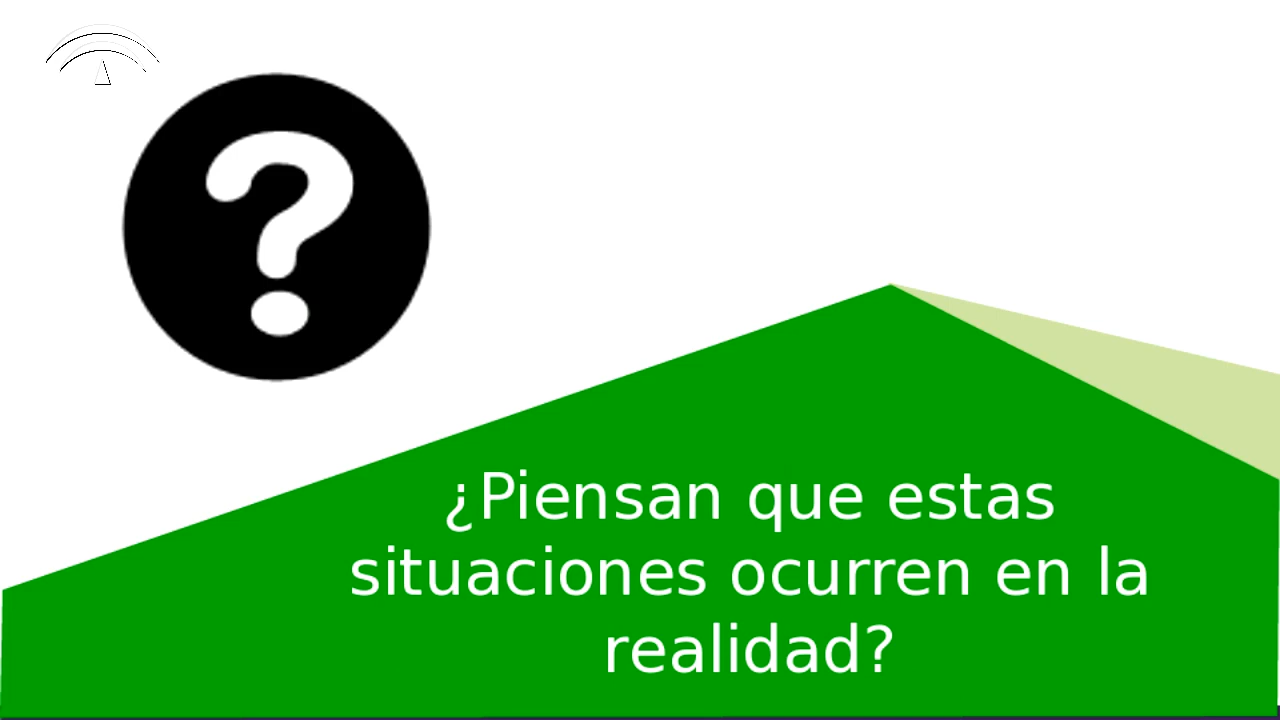 ?
¿Piensan que estas
situaciones ocurren en la
realidad?